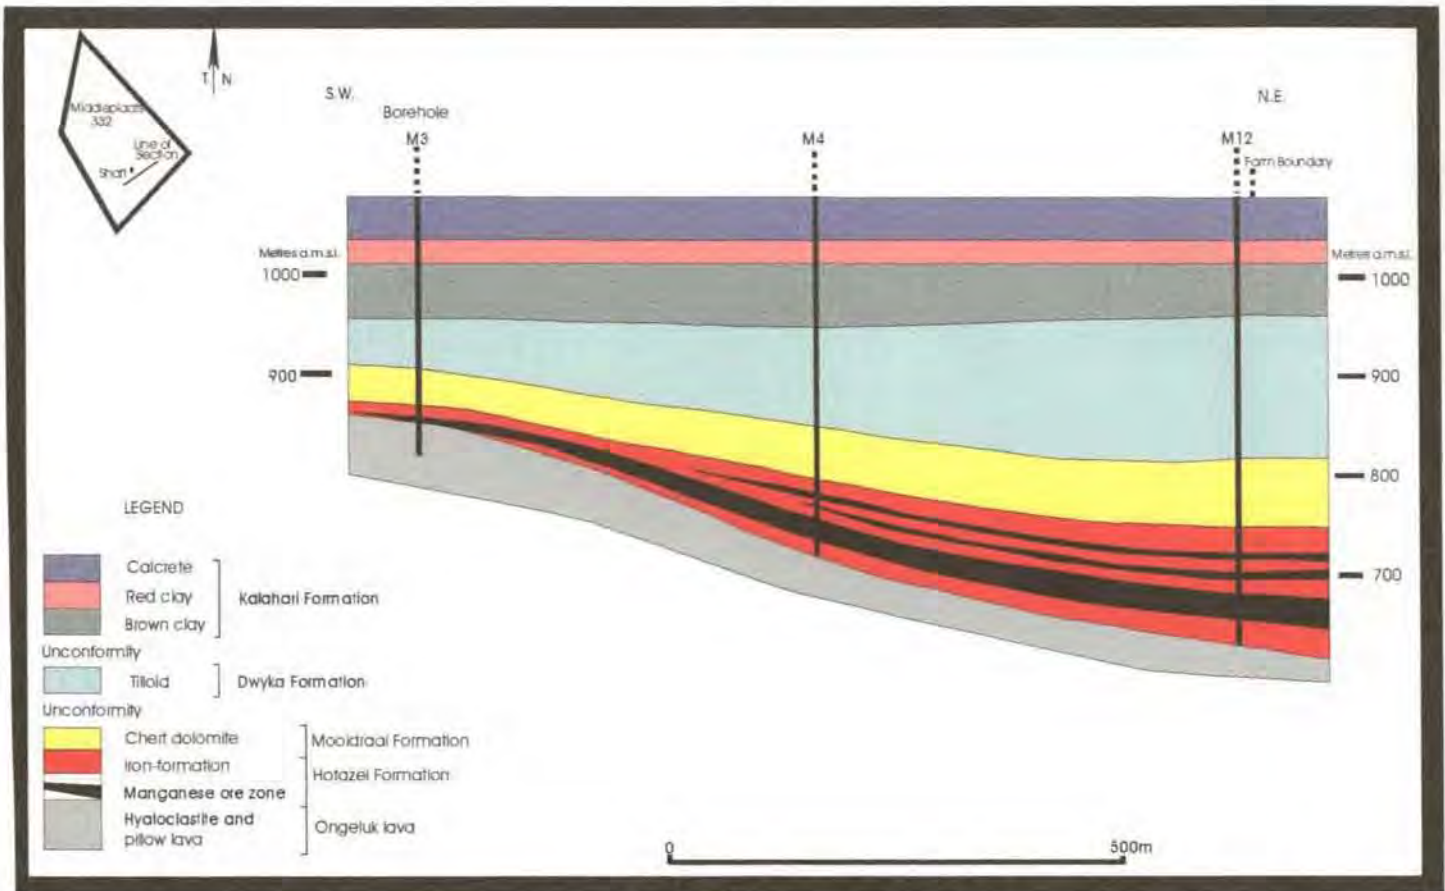 T N
Middleplaats
332
Line of
Section
Shaft
S.W.
N.E.
Borehole
M3
M4
M12
Farm Boundary
Metres a.m.s.l.
1000
900
Metres a.m.s.l.
1000
900
800
700
LEGEND
Calcrete
Red clay
Brown clay
Kalahari Formation
Unconformity
Tilloid
Dwyka Formation
Unconformity
Chert dolomite
Mooidraai Formation
Iron-formation
Hotazel Formation
Manganese ore zone
Hyaloclastite and
pillow lava
Ongeluk lava
0
500m